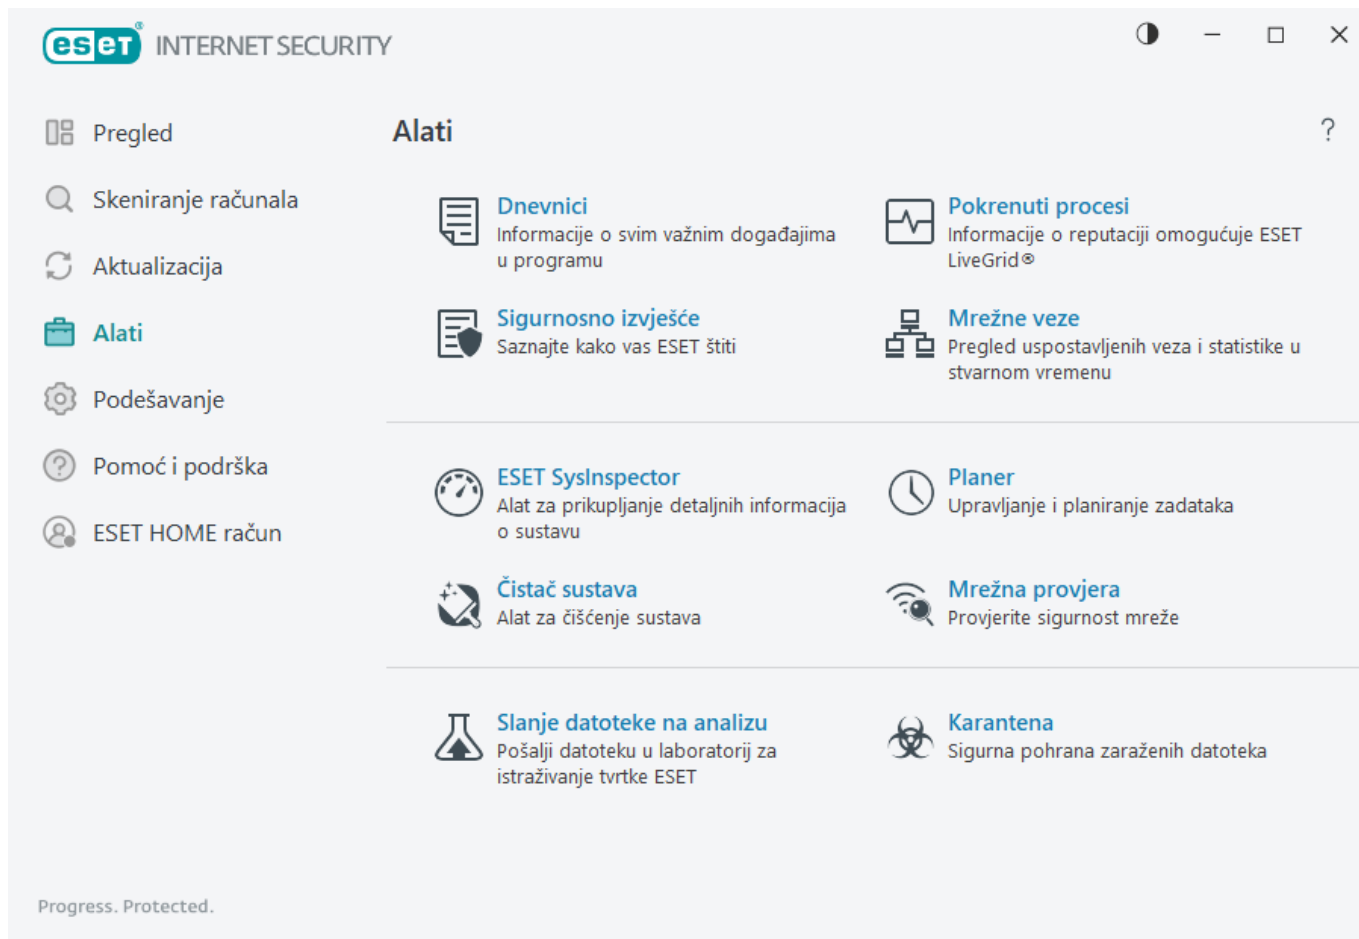 eset® INTERNET SECURITY
Pregled
Skeniranje računala
Aktualizacija
Alati
Podešavanje
Pomoć i podrška
ESET HOME račun
Alati
?
Dnevnici
Informacije o svim važnim događajima
u programu
Pokrenuti procesi
Informacije o reputaciji omogućuje ESET
LiveGrid®
Sigurnosno izvješće
Saznajte kako vas ESET štiti
Mrežne veze
Pregled uspostavljenih veza i statistike u
stvarnom vremenu
ESET SysInspector
Alat za prikupljanje detaljnih informacija
o sustavu
Planer
Upravljanje i planiranje zadataka
Čistač sustava
Alat za čišćenje sustava
Mrežna provjera
Provjerite sigurnost mreže
Slanje datoteke na analizu
Pošalji datoteku u laboratorij za
istraživanje tvrtke ESET
Karantena
Sigurna pohrana zaraženih datoteka
Progress. Protected.